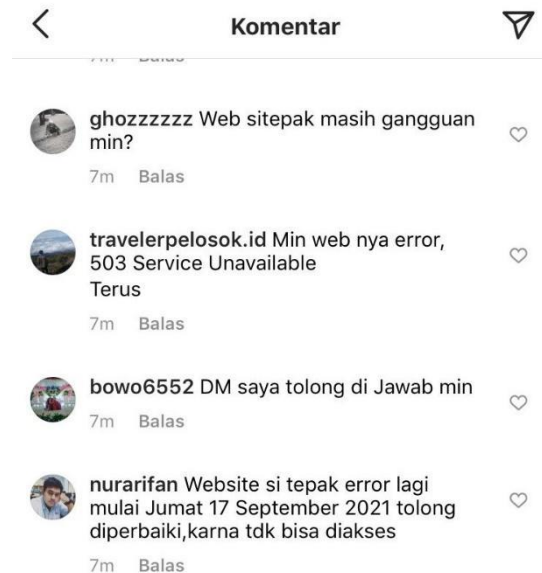 Komentar
7m Balas
ghozzzzzz Web sitepak masih gangguan
min?
7m Balas
travelerpelosok.id Min web nya error,
503 Service Unavailable
Terus
7m Balas
bowo6552 DM saya tolong di Jawab min
7m Balas
nurarifan Website si tepak error lagi
mulai Jumat 17 September 2021 tolong
diperbaiki,karna tdk bisa diakses
7m Balas